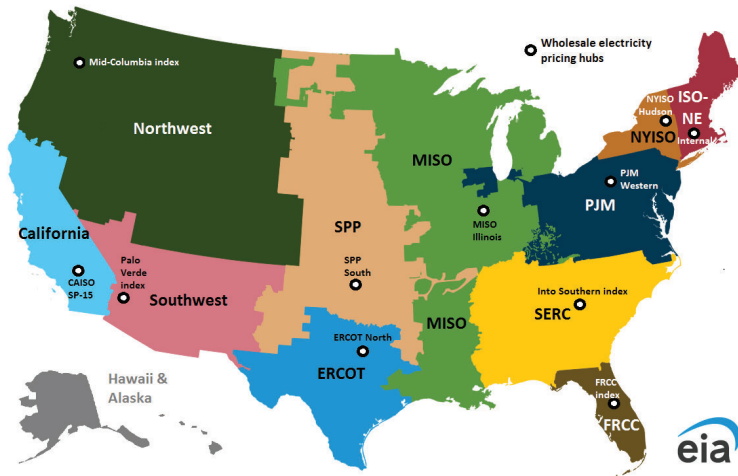 Mid-Columbia index
Wholesale electricity
pricing hubs
Northwest
MISO
NYISO
Hudson
ISO-
NE
Internal
NYISO
PJM
Western
PJM
California
CAISO
SP-15
Palo
Verde
index
Southwest
SPP
SPP
South
MISO
Illinois
MISO
Into Southern index
SERC
ERCOT North
ERCOT
Hawaii &
Alaska
FRCC
index
FRCC
eia